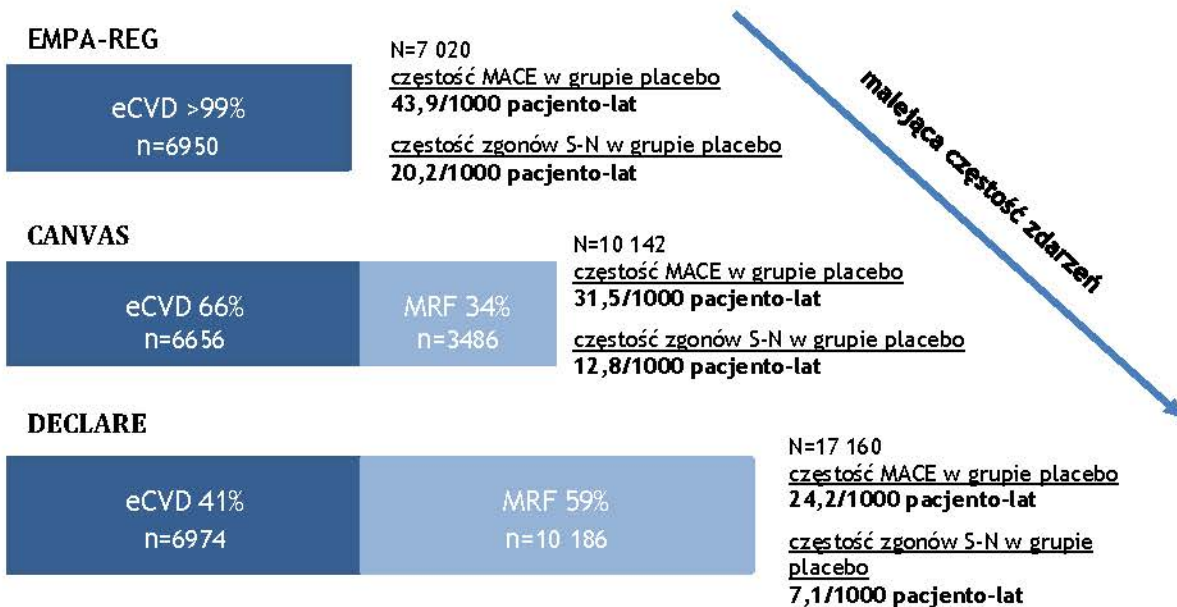 EMPA-REG
eCVD >99%
n=6950
N=7 020
częstość MACE w grupie placebo
43,9/1000 pacjento-lat
częstość zgonów S-N w grupie placebo
20,2/1000 pacjento-lat
malejąca częstość zdarzeń
CANVAS
eCVD 66%
n=6656
MRF 34%
n=3486
N=10 142
częstość MACE w grupie placebo
31,5/1000 pacjento-lat
częstość zgonów S-N w grupie placebo
12,8/1000 pacjento-lat
DECLARE
eCVD 41%
n=6974
MRF 59%
n=10 186
N=17 160
częstość MACE w grupie placebo
24,2/1000 pacjento-lat
częstość zgonów S-N w grupie
placebo
7,1/1000 pacjento-lat